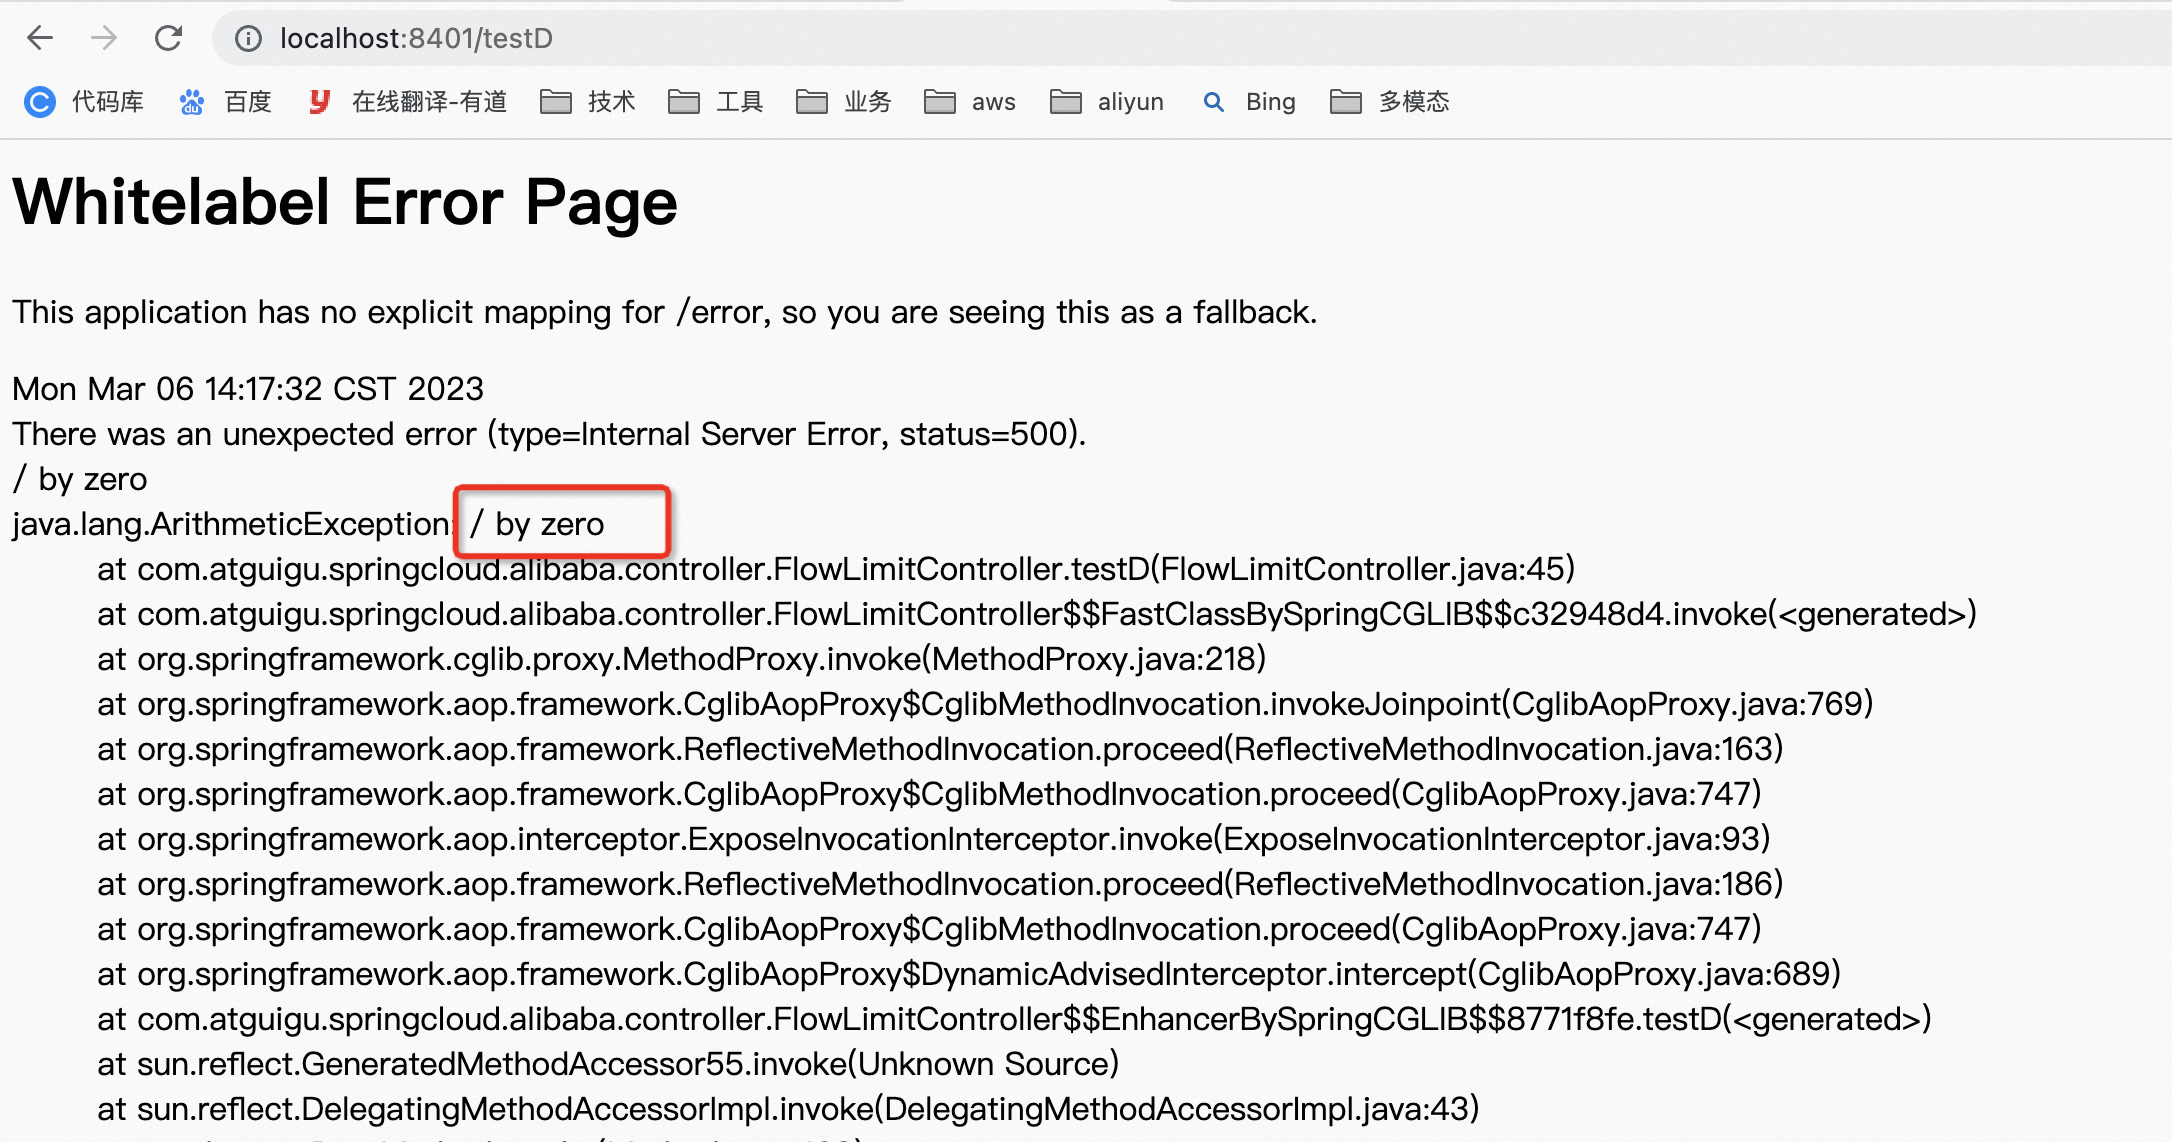 localhost:8401/testD
代码库 百度 在线翻译-有道 技术 工具 业务 aws aliyun Bing 多模态
Whitelabel Error Page
This application has no explicit mapping for /error, so you are seeing this as a fallback.
Mon Mar 06 14:17:32 CST 2023
There was an unexpected error (type=Internal Server Error, status=500).
/ by zero
java.lang.ArithmeticException: / by zero
at com.atguigu.springcloud.alibaba.controller.FlowLimitController.testD(FlowLimitController.java:45)
at com.atguigu.springcloud.alibaba.controller.FlowLimitController$$FastClassBySpringCGLIB$$c32948d4.invoke(<generated>)
at org.springframework.cglib.proxy.MethodProxy.invoke(MethodProxy.java:218)
at org.springframework.aop.framework.CglibAopProxy$CglibMethodInvocation.invokeJoinpoint(CglibAopProxy.java:769)
at org.springframework.aop.framework.ReflectiveMethodInvocation.proceed(ReflectiveMethodInvocation.java:163)
at org.springframework.aop.framework.CglibAopProxy$CglibMethodInvocation.proceed(CglibAopProxy.java:747)
at org.springframework.aop.interceptor.ExposeInvocationInterceptor.invoke(ExposeInvocationInterceptor.java:93)
at org.springframework.aop.framework.ReflectiveMethodInvocation.proceed(ReflectiveMethodInvocation.java:186)
at org.springframework.aop.framework.CglibAopProxy$CglibMethodInvocation.proceed(CglibAopProxy.java:747)
at org.springframework.aop.framework.CglibAopProxy$DynamicAdvisedInterceptor.intercept(CglibAopProxy.java:689)
at com.atguigu.springcloud.alibaba.controller.FlowLimitController$$EnhancerBySpringCGLIB$$8771f8fe.testD(<generated>)
at sun.reflect.GeneratedMethodAccessor55.invoke(Unknown Source)
at sun.reflect.DelegatingMethodAccessorImpl.invoke(DelegatingMethodAccessorImpl.java:43)